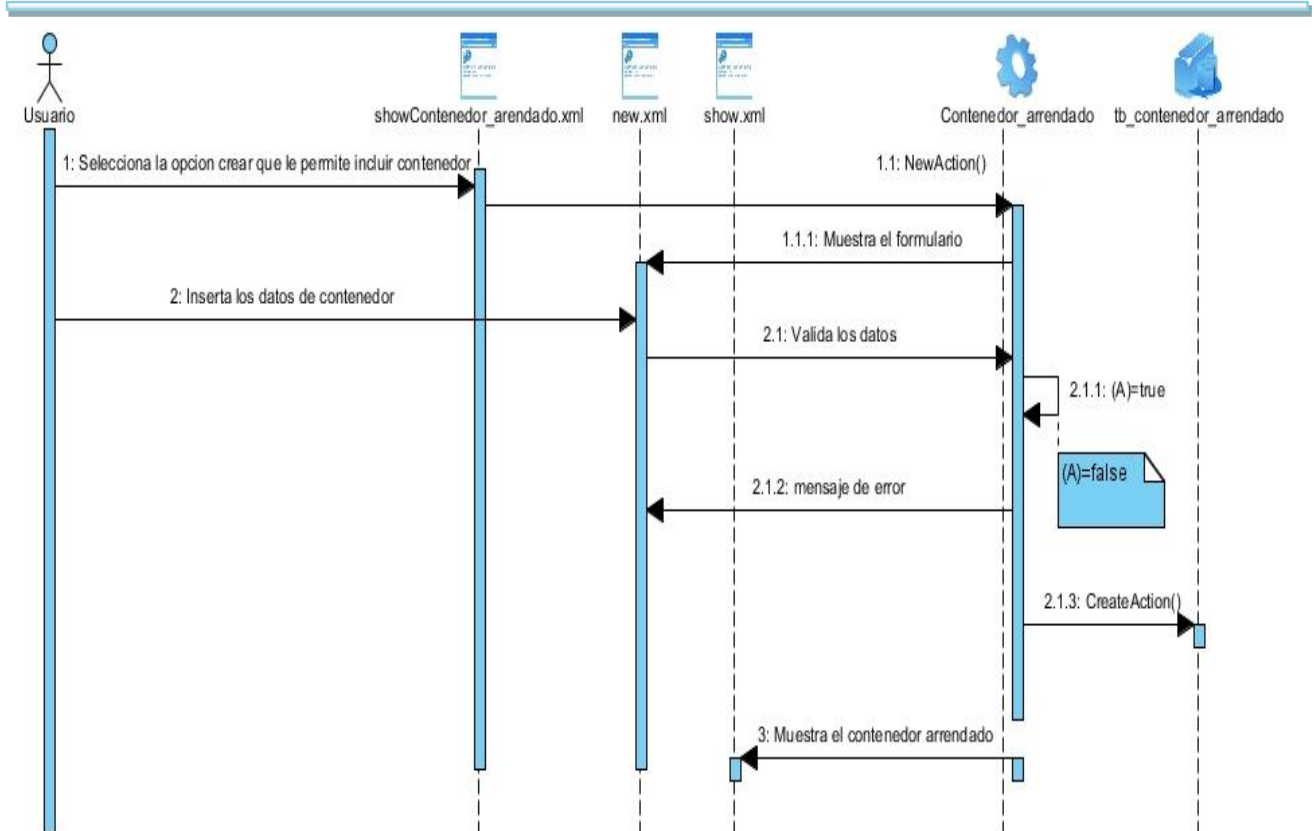 Usuario
showContenedor_arendado.xml
new.xml
show.xml
Contenedor_arrendado
tb_contenedor_arrendado
1: Selecciona la opcion crear que le permite incluir contenedor
1.1: NewAction()
1.1.1: Muestra el formulario
2: Inserta los datos de contenedor
2.1: Valida los datos
2.1.1: (A)=true
(A)=false
2.1.2: mensaje de error
2.1.3: CreateAction()
3: Muestra el contenedor arrendado